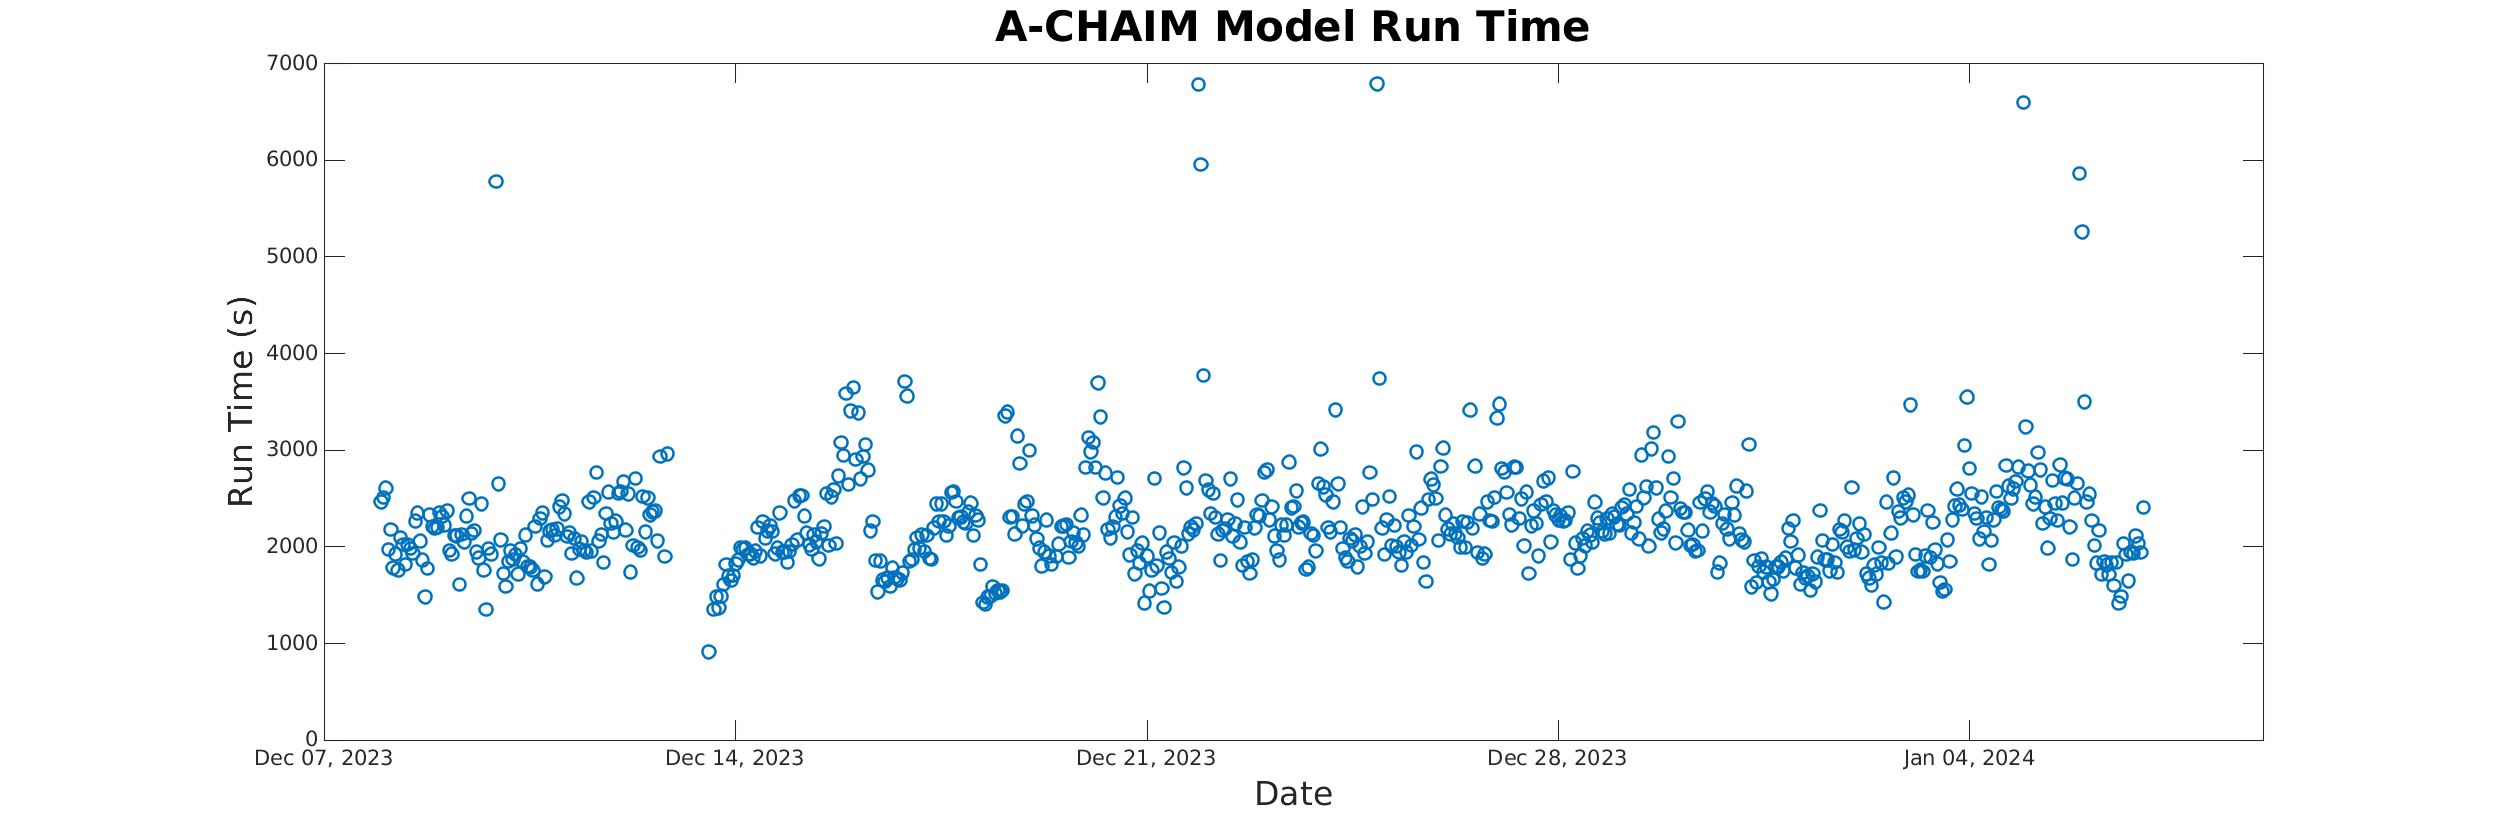 A-CHAIM Model Run Time
7000
6000
5000
4000
3000
2000
1000
0
Run Time (s)
Dec 07, 2023
Dec 14, 2023
Dec 21, 2023
Dec 28, 2023
Jan 04, 2024
Date